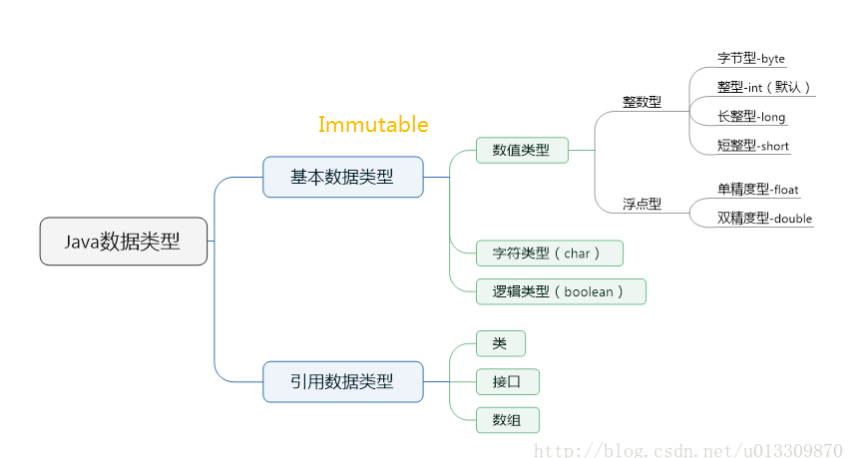 Java数据类型
Immutable
基本数据类型
数值类型
整数型
字节型-byte
整型-int（默认）
长整型-long
短整型-short
浮点型
单精度型-float
双精度型-double
字符类型（char）
逻辑类型（boolean）
引用数据类型
类
接口
数组
http://blog.csdn.net/u013309870